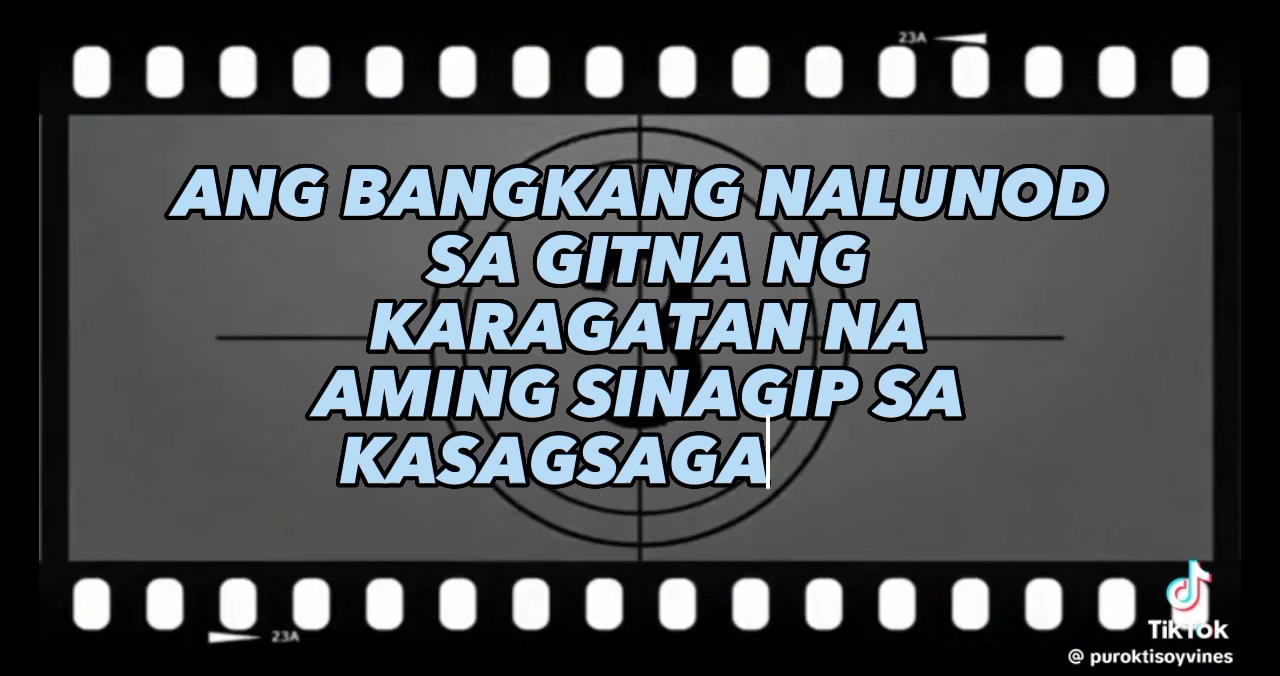 23A
ANG BANGKANG NALUNOD
SA GITNA NG
KARAGATAN NA
AMING SINAGIP SA
KASAGSAGA
23A
TikTok
@ puroktisoyvines